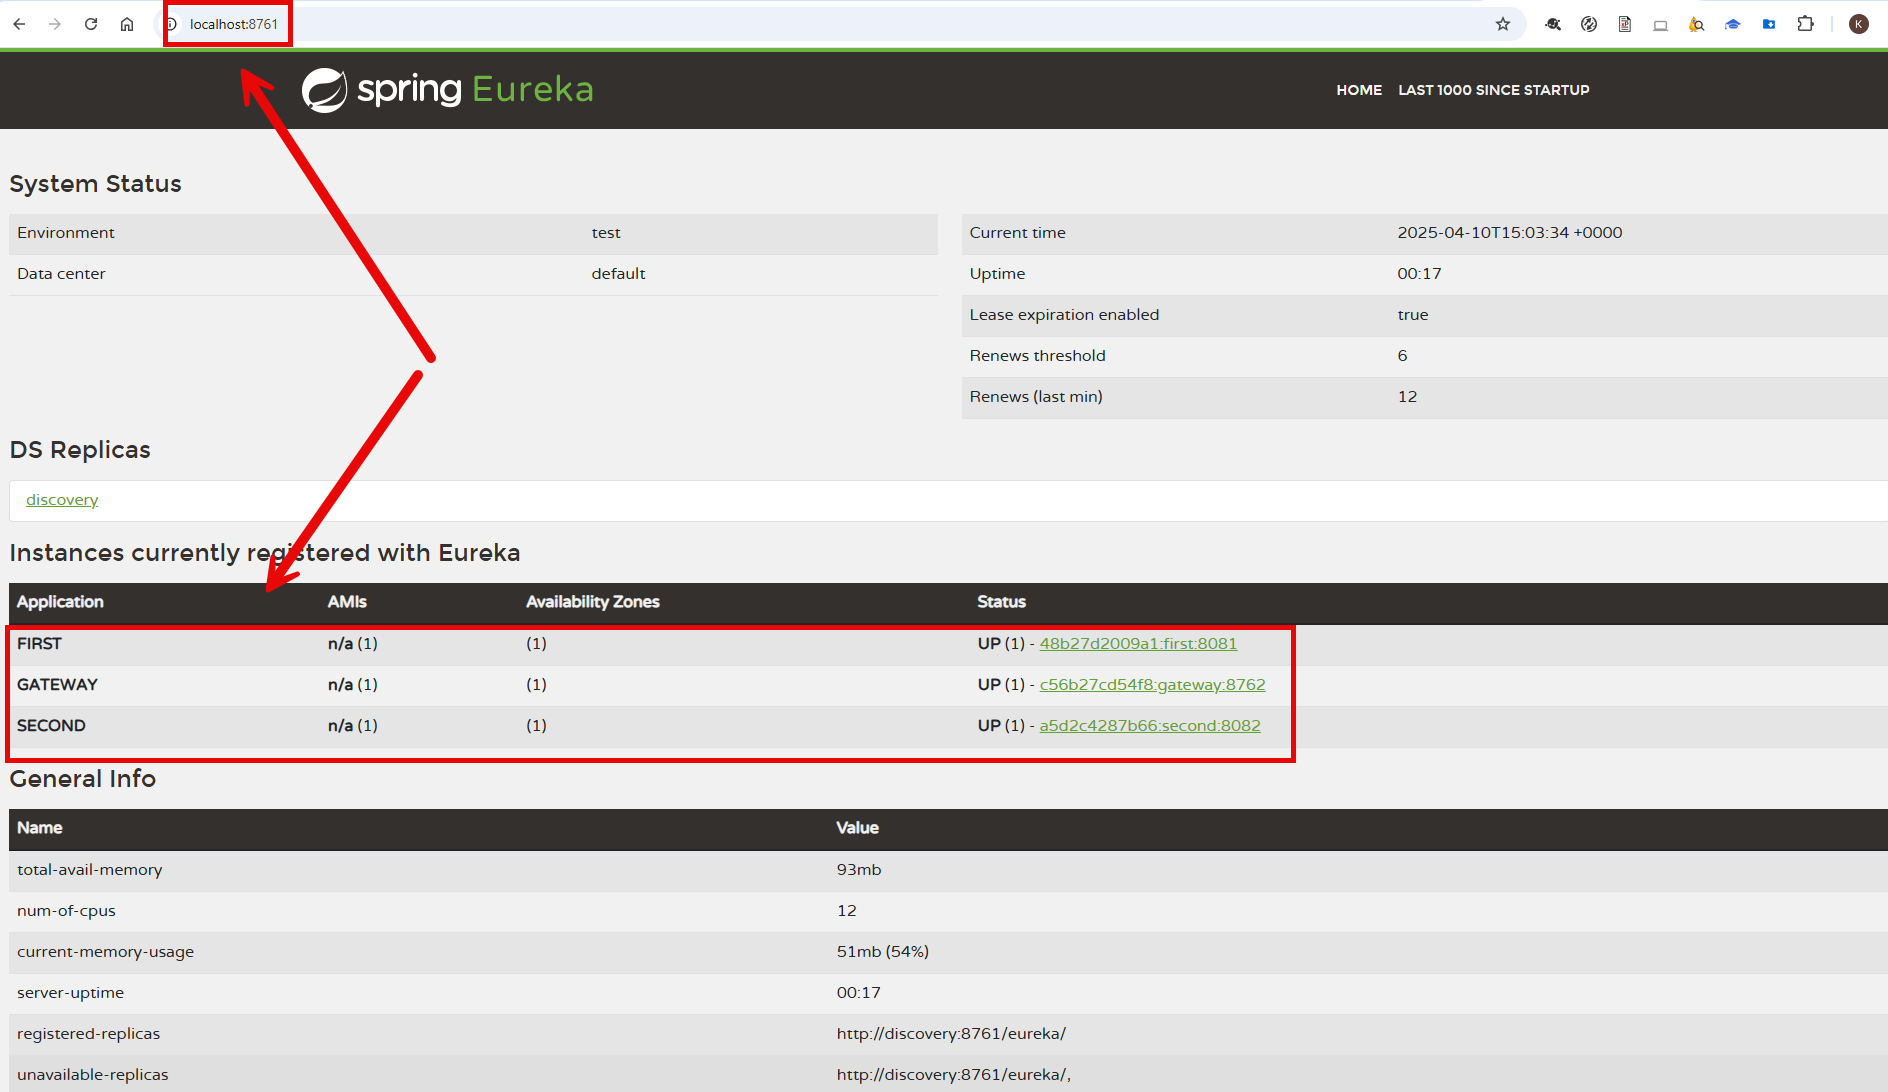 localhost:8761
K
spring Eureka
HOME LAST 1000 SINCE STARTUP
System Status
Environment test
Data center default
Current time 2025-04-10T15:03:34 +0000
Uptime 00:17
Lease expiration enabled true
Renews threshold 6
Renews (last min) 12
DS Replicas
discovery
Instances currently registered with Eureka
Application AMIs Availability Zones Status
FIRST n/a (1) (1) UP (1) - 48b27d2009a1:first:8081
GATEWAY n/a (1) (1) UP (1) - c56b27cd54f8:gateway:8762
SECOND n/a (1) (1) UP (1) - a5d2c4287b66:second:8082
General Info
Name Value
total-avail-memory 93mb
num-of-cpus 12
current-memory-usage 51mb (54%)
server-uptime 00:17
registered-replicas http://discovery:8761/eureka/
unavailable-replicas http://discovery:8761/eureka/,